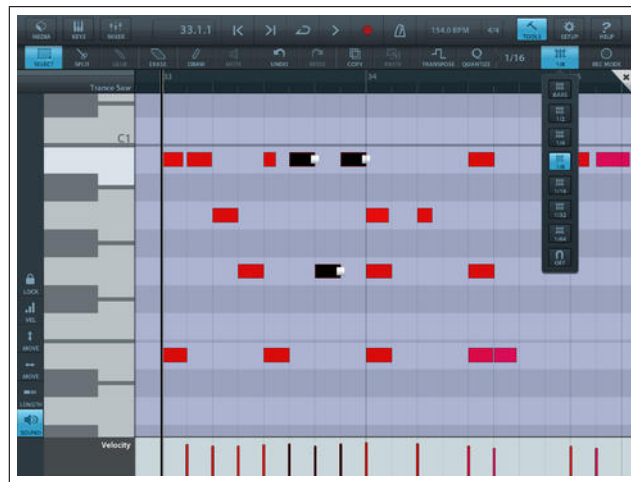 MEDIA KEYS MIXER 33.1.1 134.0 BPM 4/4 TOOLS SETUP HELP
SELECT SPLIT GLUE ERASE DRAW MUTE UNDO REDO COPY PASTE TRANSPOSE QUANTIZE 1/16 1/8 REC MODE
33 34
Trance Saw
BARS
1/2
C1
1/4
1/8
1/16
1/32
1/64
OFF
LOCK
VEL
MOVE
MOVE
LENGTH
SOUND
Velocity